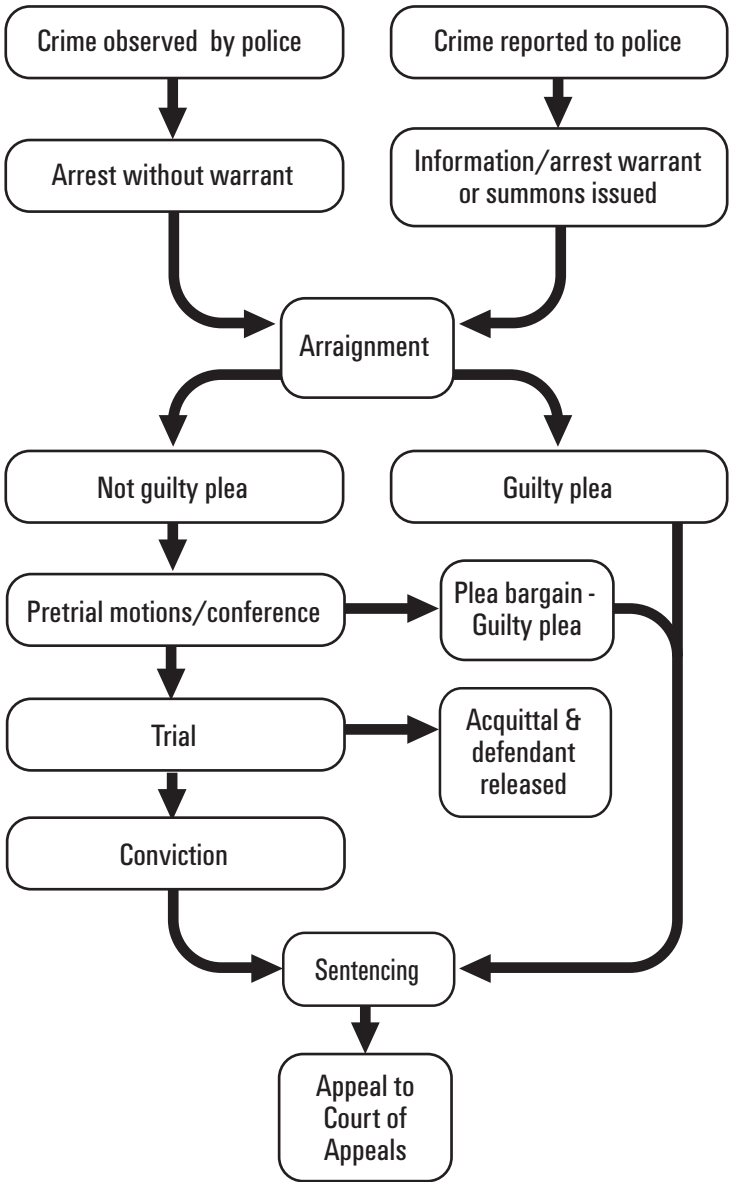 Crime observed by police
Crime reported to police
Arrest without warrant
Information/arrest warrant
or summons issued
Arraignment
Not guilty plea
Guilty plea
Pretrial motions/conference
Plea bargain -
Guilty plea
Trial
Acquittal &
defendant
released
Conviction
Sentencing
Appeal to
Court of
Appeals